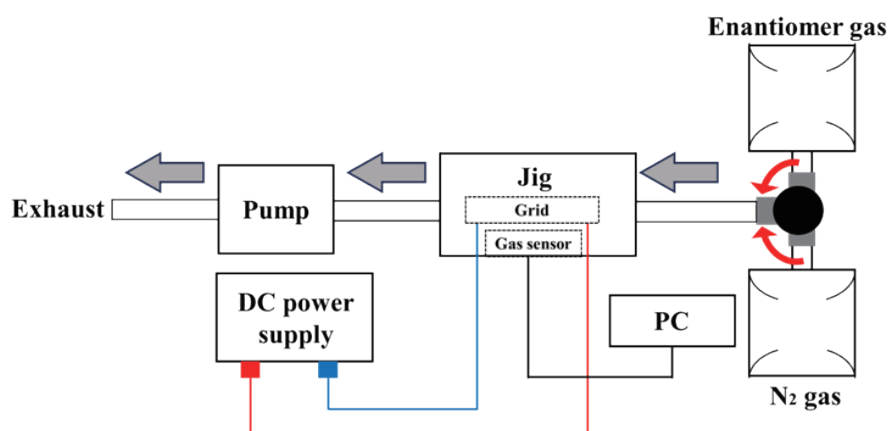 Enantiomer gas
Jig
Grid
Gas sensor
Exhaust
Pump
DC power
supply
PC
N2 gas